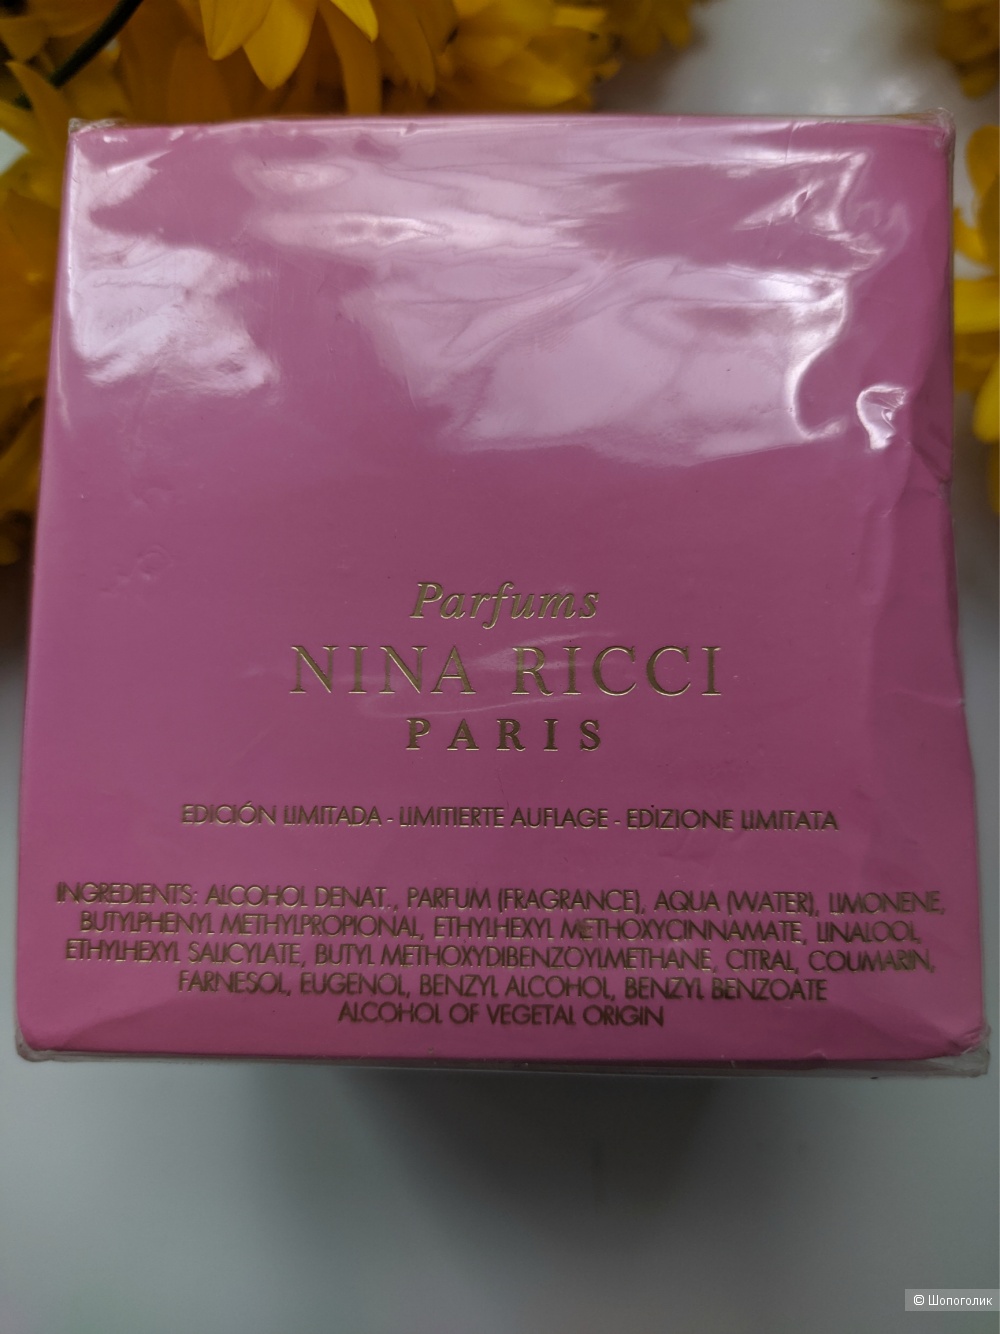 Parfums
NINA RICCI
PARIS
EDICIÓN LIMITADA - LIMITIERTE AUFLAGE - EDIZIONE LIMITATA
INGREDIENTS: ALCOHOL DENAT., PARFUM (FRAGRANCE), AQUA (WATER), LIMONENE,
BUTYLPHENYL METHYLPROPIONAL, ETHYLHEXYL METHOXYCINNAMATE, LINALOOL,
ETHYLHEXYL SALICYLATE, BUTYL METHOXYDIBENZOYLMETHANE, CITRAL, COUMARIN,
FARNESOL, EUGENOL, BENZYL ALCOHOL, BENZYL BENZOATE
ALCOHOL OF VEGETAL ORIGIN
© Шопоголик